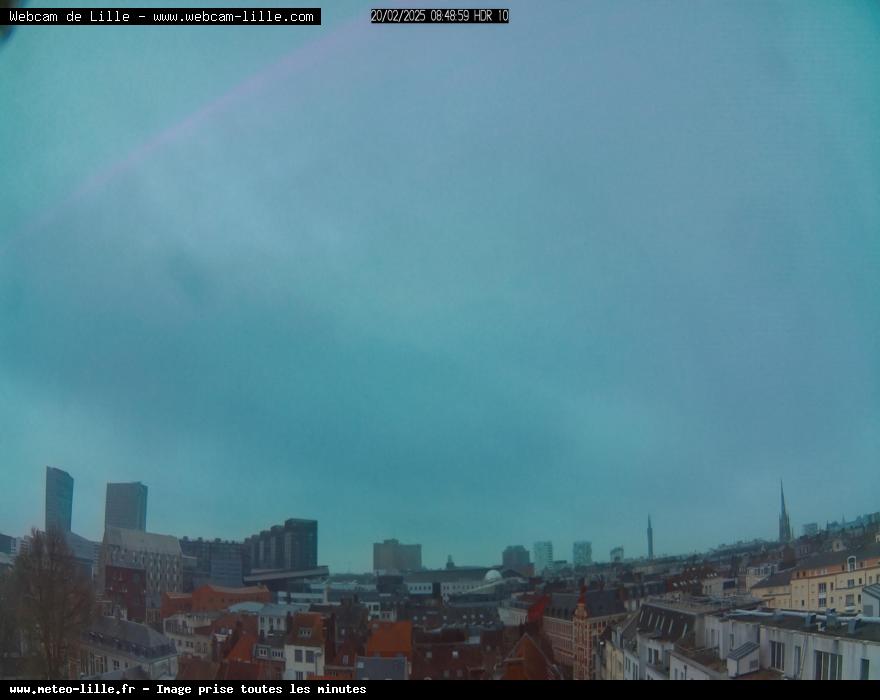 Webcam de Lille - www.webcam-lille.com
20/02/2025 08:48:59 HDR 10
www.meteo-lille.fr - Image prise toutes les minutes